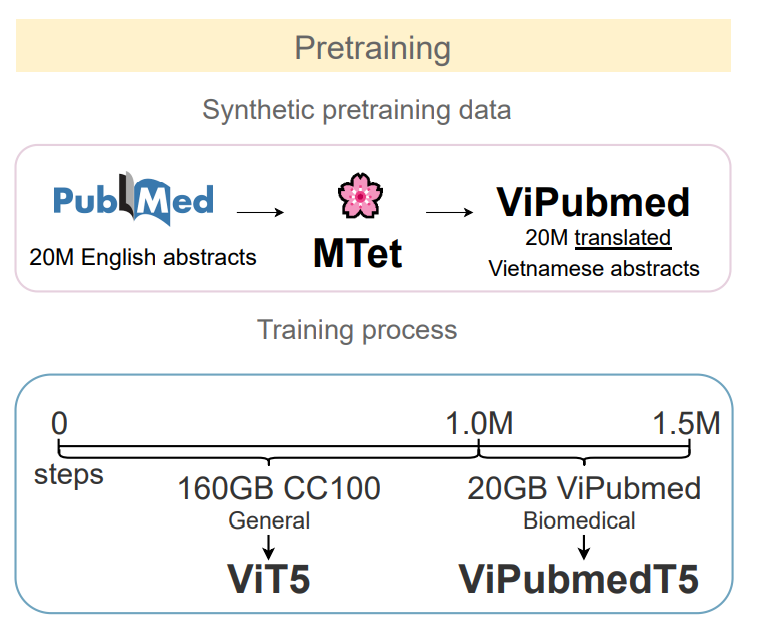 Pretraining
Synthetic pretraining data
PubMed
20M English abstracts
MTet
ViPubmed
20M translated
Vietnamese abstracts
Training process
0
1.0M
1.5M
steps
160GB CC100
General
ViT5
20GB ViPubmed
Biomedical
ViPubmedT5